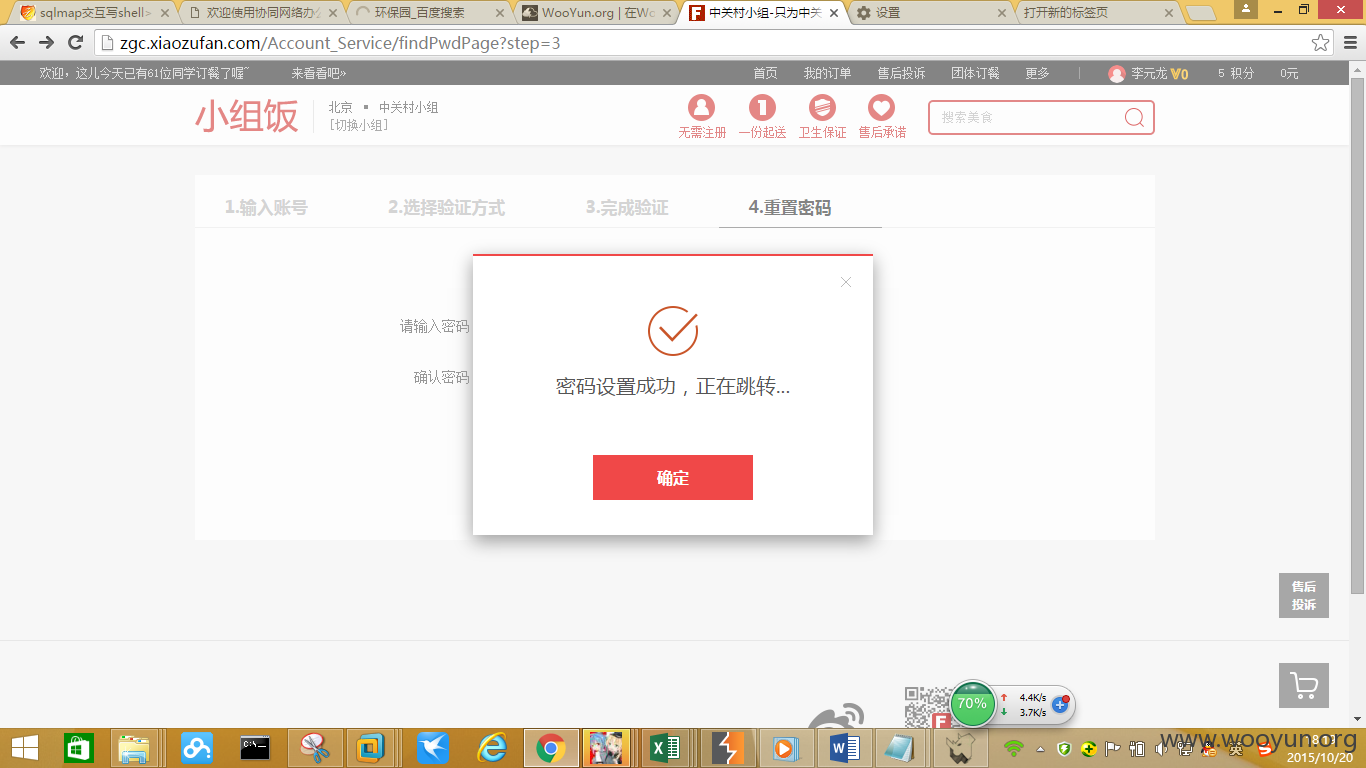 sqlmap交互写shell>
欢迎使用协同网络办公
环保园_百度搜索
WooYun.org | 在Wo
中关村小组-只为中关
设置
打开新的标签页
zgc.xiaozufan.com/Account_Service/findPwdPage?step=3
欢迎，这儿今天已有61位同学订餐了喔~ 来看看吧»
首页 我的订单 售后投诉 团体订餐 更多 李元龙 V0 5 积分 0元
小组饭
北京 ▪ 中关村小组
[切换小组]
1
无需注册 一份起送 卫生保证 售后承诺
搜索美食
1.输入账号 2.选择验证方式 3.完成验证 4.重置密码
请输入密码
确认密码
密码设置成功，正在跳转...
确定
售后
投诉
70%
4.4K/s
3.7K/s
F
C:\
英
www.wooyun.org
2015/10/20